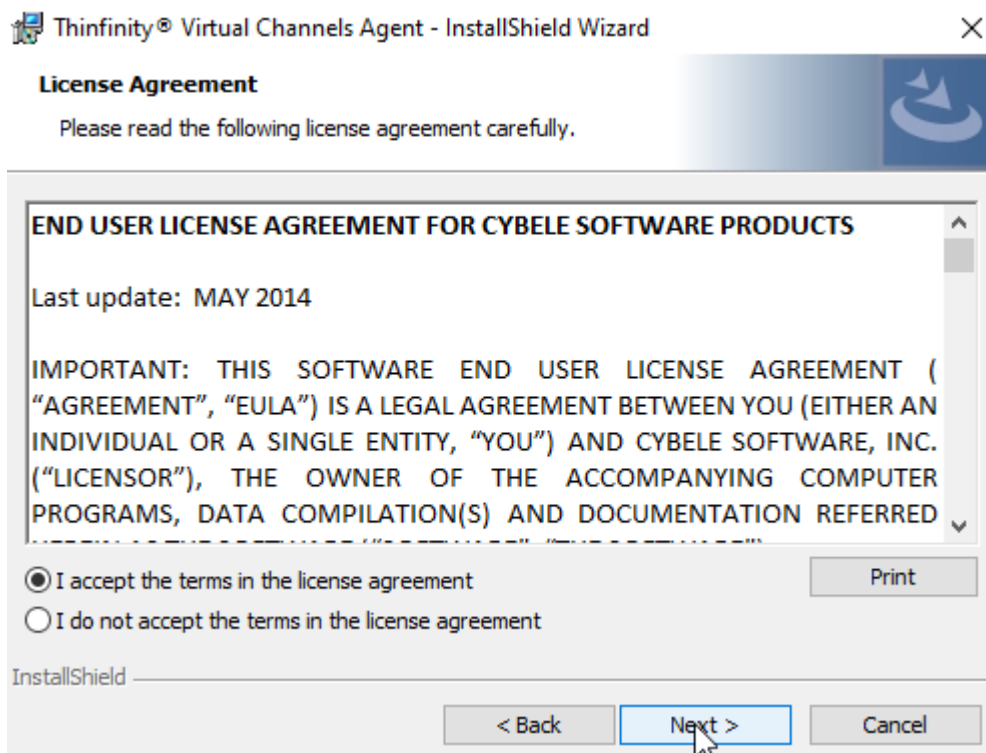 Thinfinity® Virtual Channels Agent - InstallShield Wizard
License Agreement
Please read the following license agreement carefully.
END USER LICENSE AGREEMENT FOR CYBELE SOFTWARE PRODUCTS
Last update: MAY 2014
IMPORTANT: THIS SOFTWARE END USER LICENSE AGREEMENT (
“AGREEMENT”, “EULA”) IS A LEGAL AGREEMENT BETWEEN YOU (EITHER AN
INDIVIDUAL OR A SINGLE ENTITY, “YOU”) AND CYBELE SOFTWARE, INC.
(“LICENSOR”), THE OWNER OF THE ACCOMPANYING COMPUTER
PROGRAMS, DATA COMPILATION(S) AND DOCUMENTATION REFERRED
I accept the terms in the license agreement
Print
I do not accept the terms in the license agreement
InstallShield
< Back
Next >
Cancel